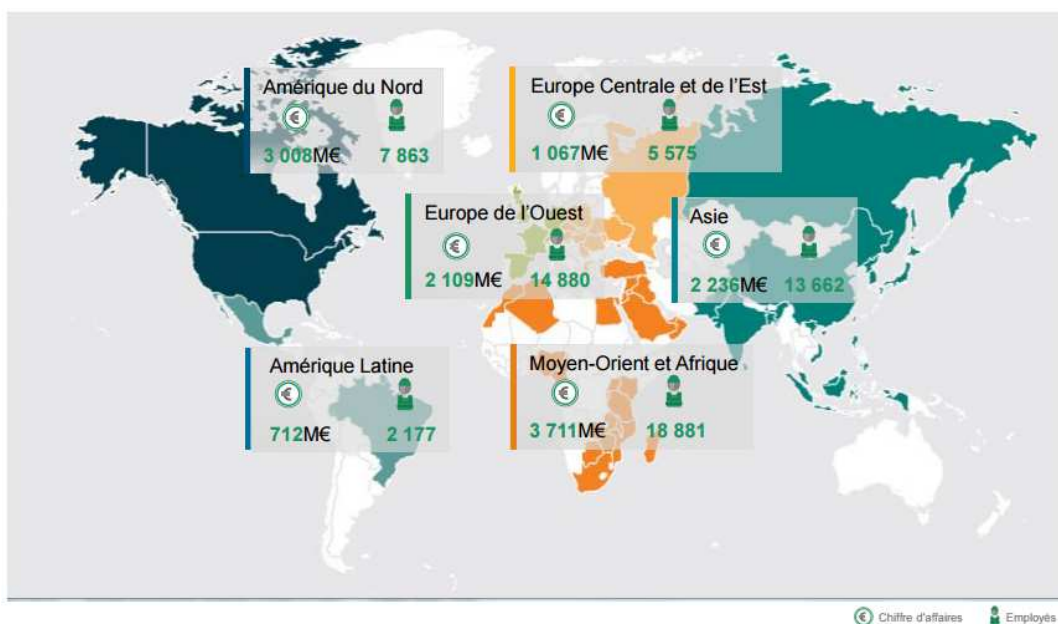 Amérique du Nord
3 008M€ 7 863
Europe Centrale et de l'Est
1 067M€ 5 575
Europe de l'Ouest
2 109M€ 14 880
Asie
2 236M€ 13 662
Amérique Latine
712M€ 2 177
Moyen-Orient et Afrique
3 711M€ 18 881
€ Chiffre d'affaires Employés